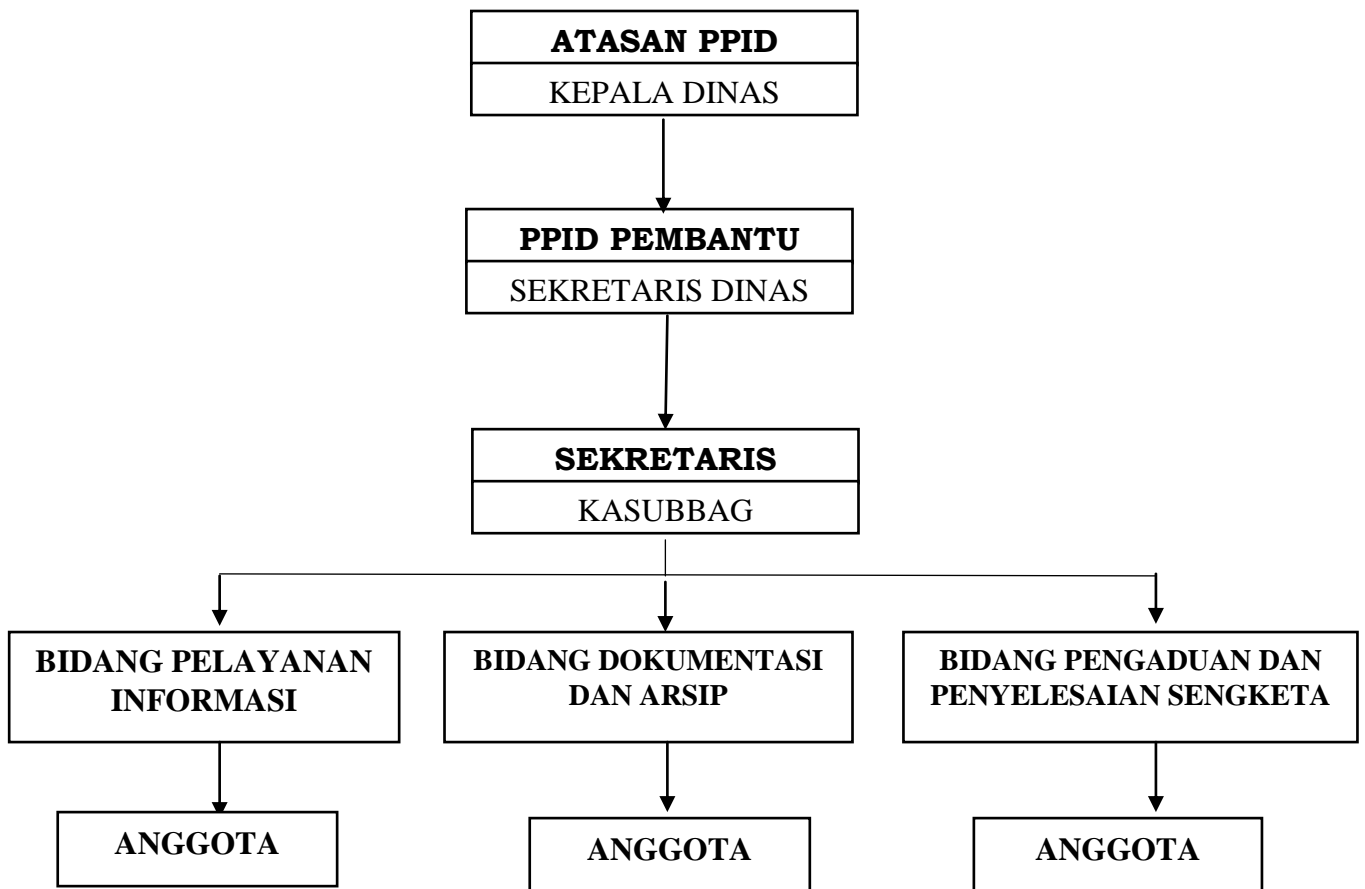 ATASAN PPID
KEPALA DINAS
PPID PEMBANTU
SEKRETARIS DINAS
SEKRETARIS
KASUBBAG
BIDANG PELAYANAN
INFORMASI
BIDANG DOKUMENTASI
DAN ARSIP
BIDANG PENGADUAN DAN
PENYELESAIAN SENGKETA
ANGGOTA
ANGGOTA
ANGGOTA